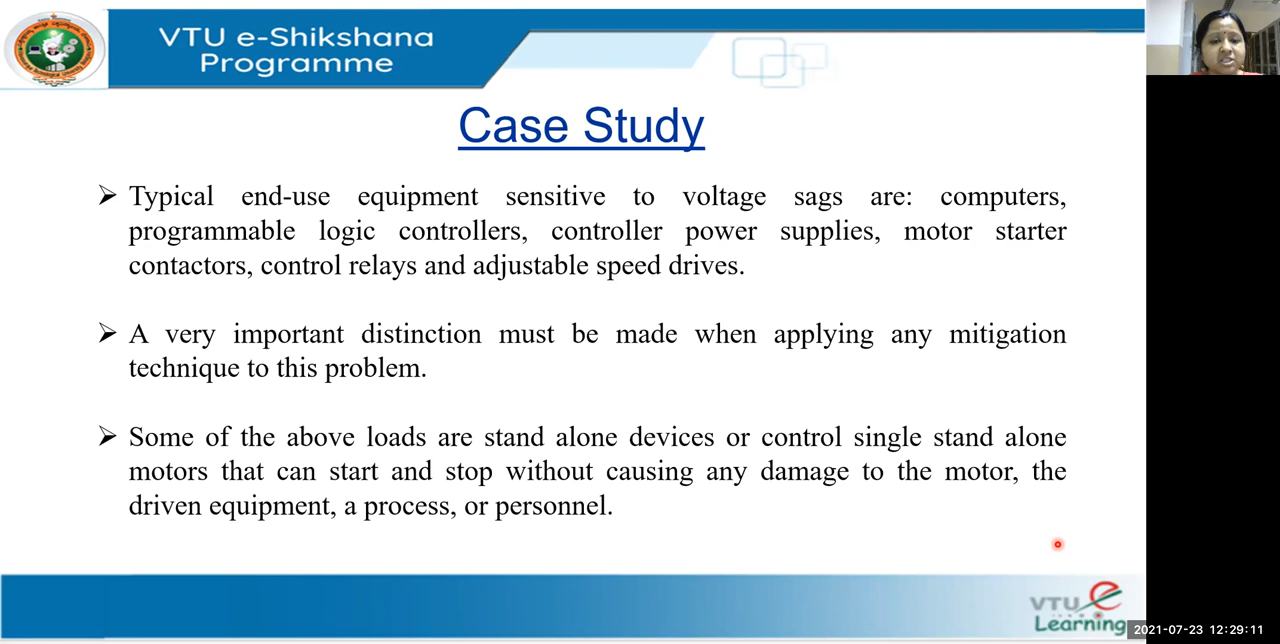 VTU e-Shikshana
Programme
Case Study
➢ Typical end-use equipment sensitive to voltage sags are: computers,
programmable logic controllers, controller power supplies, motor starter
contactors, control relays and adjustable speed drives.
➢ A very important distinction must be made when applying any mitigation
technique to this problem.
➢ Some of the above loads are stand alone devices or control single stand alone
motors that can start and stop without causing any damage to the motor, the
driven equipment, a process, or personnel.
VTU e
Learning
2021-07-23 12:29:11